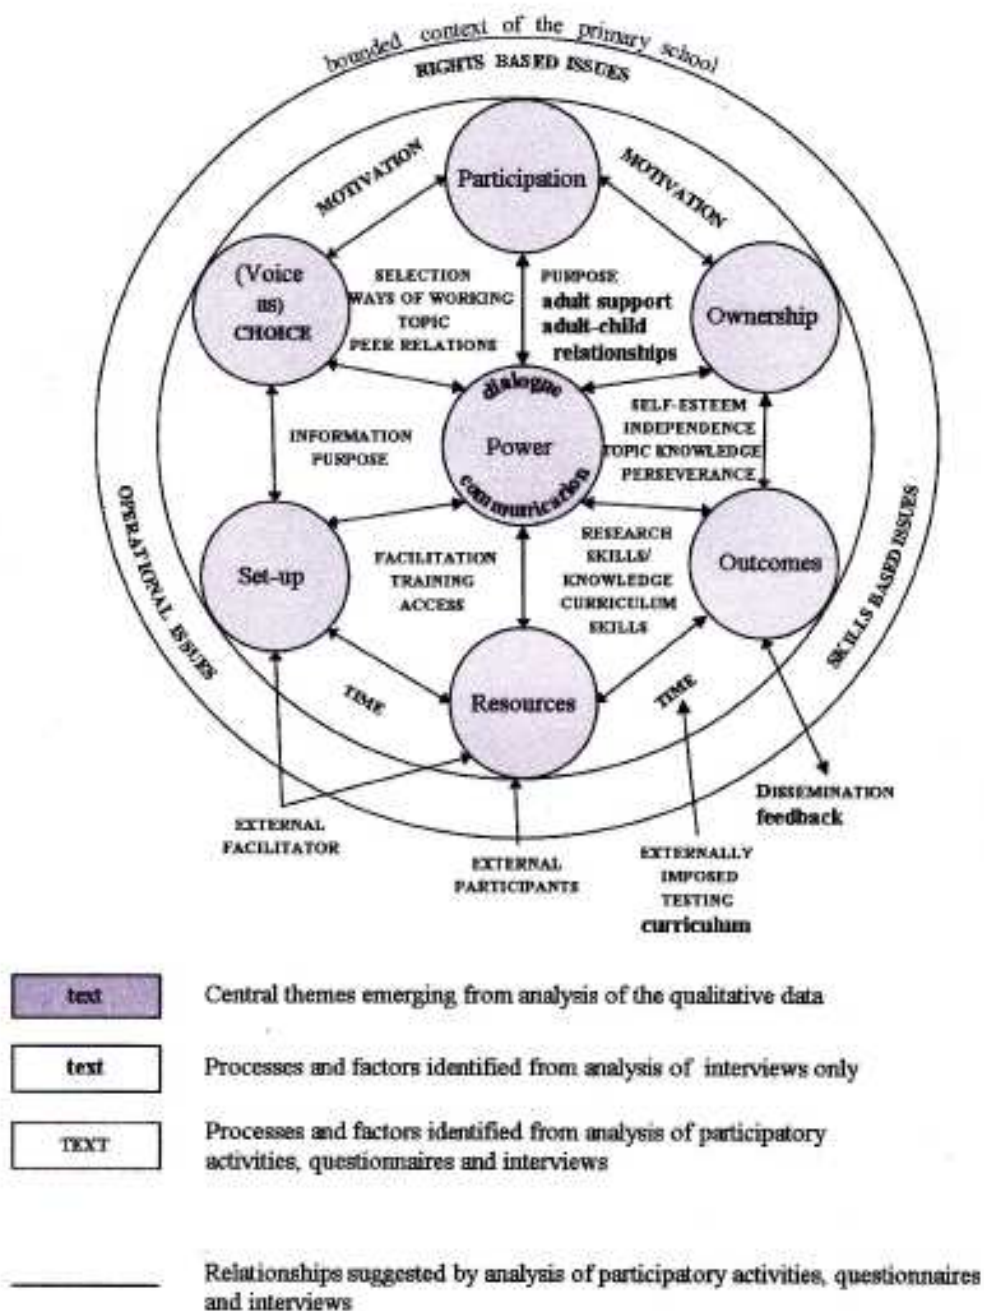 bounded context of the primary school
RIGHTS BASED ISSUES
MOTIVATION
MOTIVATION
Participation
(Voice
as)
CHOICE
SELECTION
WAYS OF WORKING
TOPIC
PEER RELATIONS
PURPOSE
adult support
adult-child
relationships
Ownership
dialogue
Power
communication
SELF-ESTEEM
INDEPENDENCE
TOPIC KNOWLEDGE
PERSEVERANCE
INFORMATION
PURPOSE
OPERATIONAL ISSUES
SKILLS BASED ISSUES
Set-up
FACILITATION
TRAINING
ACCESS
RESEARCH
SKILLS/
KNOWLEDGE
CURRICULUM
SKILLS
Outcomes
TIME
Resources
TIME
EXTERNAL
FACILITATOR
EXTERNAL
PARTICIPANTS
EXTERNALLY
IMPOSED
TESTING
curriculum
DISSEMINATION
feedback
text
Central themes emerging from analysis of the qualitative data
text
Processes and factors identified from analysis of interviews only
TEXT
Processes and factors identified from analysis of participatory
activities, questionnaires and interviews
Relationships suggested by analysis of participatory activities, questionnaires
and interviews